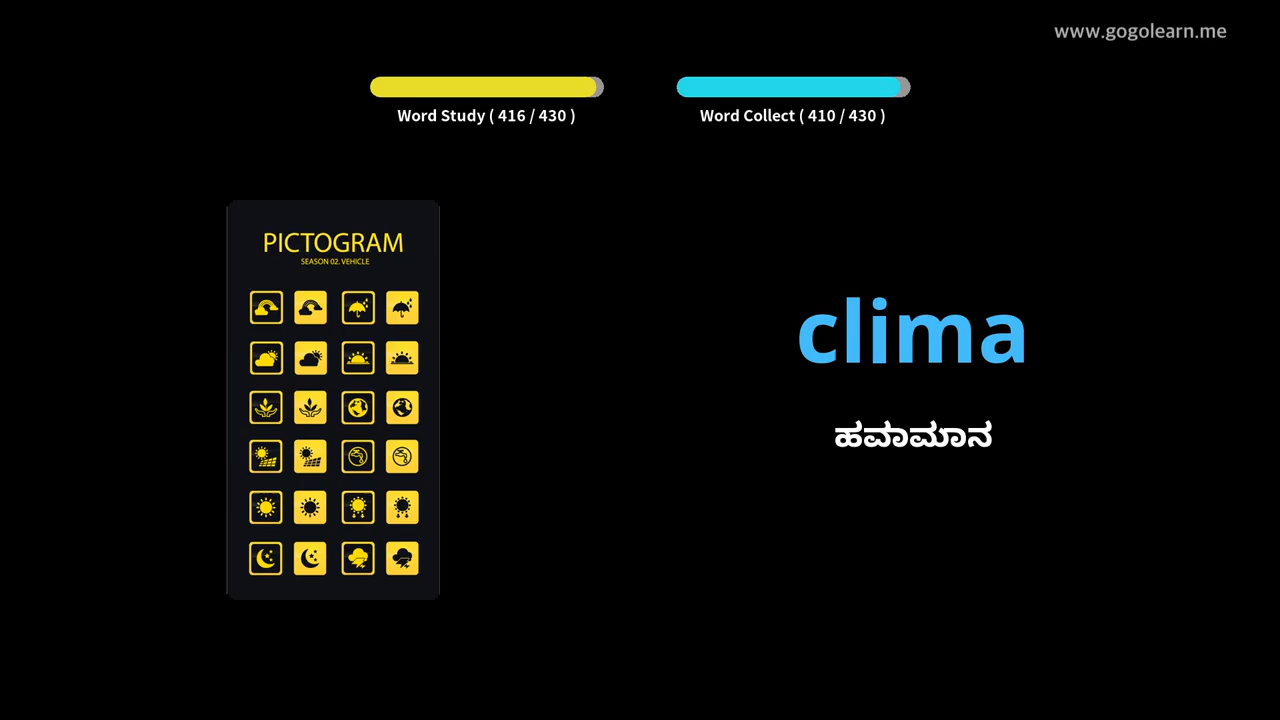 www.gogolearn.me
Word Study ( 416 / 430 )
Word Collect ( 410 / 430 )
PICTOGRAM
SEASON 02. VEHICLE
clima
ಹವಾಮಾನ